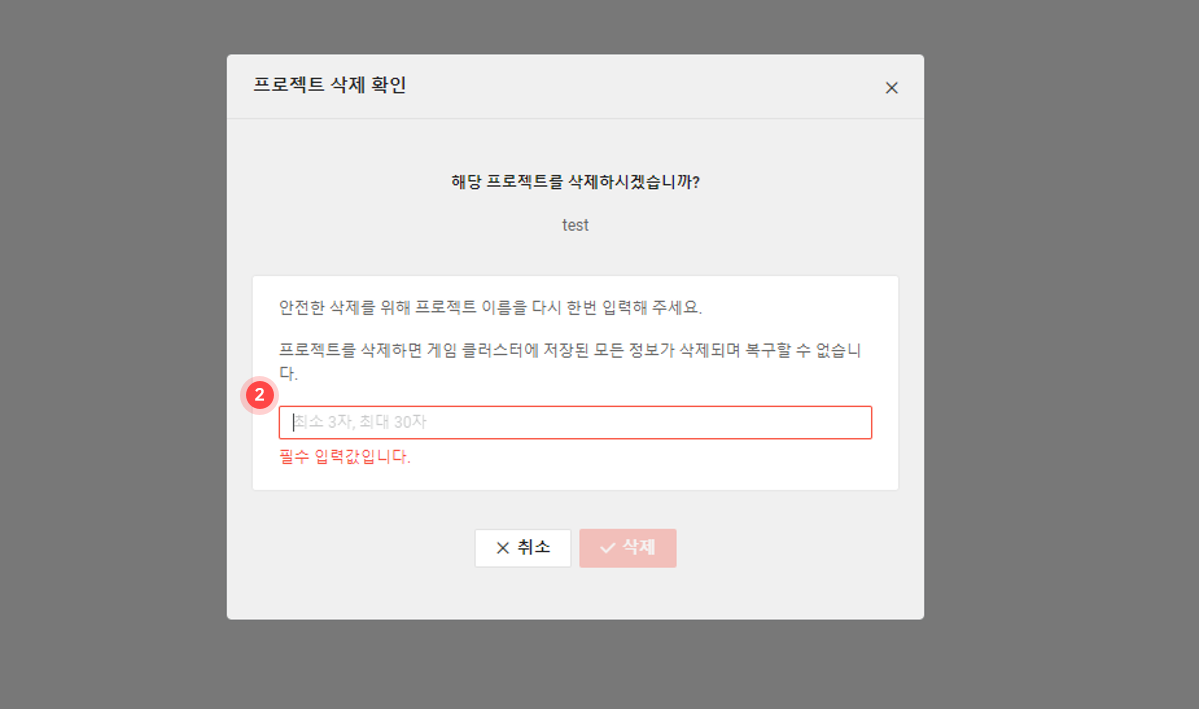 프로젝트 삭제 확인
해당 프로젝트를 삭제하시겠습니까?
test
안전한 삭제를 위해 프로젝트 이름을 다시 한번 입력해 주세요.
프로젝트를 삭제하면 게임 클러스터에 저장된 모든 정보가 삭제되며 복구할 수 없습니
다.
2
최소 3자, 최대 30자
필수 입력값입니다.
취소
삭제